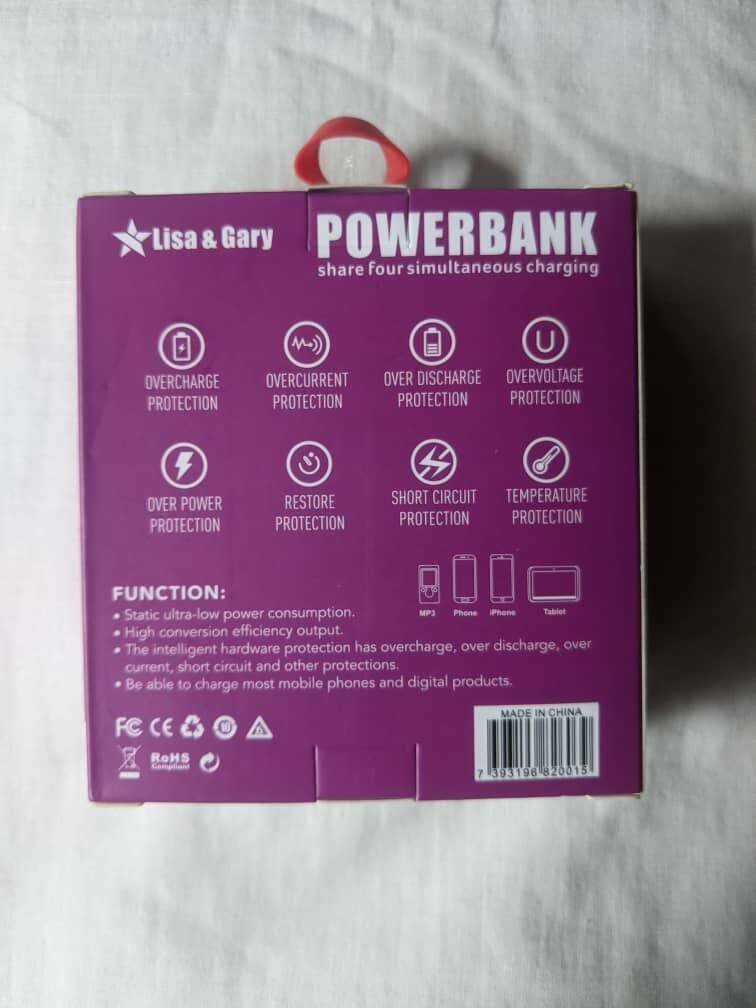 Lisa & Gary
POWERBANK
share four simultaneous charging
OVERCHARGE
PROTECTION
OVERCURRENT
PROTECTION
OVER DISCHARGE
PROTECTION
OVERVOLTAGE
PROTECTION
OVER POWER
PROTECTION
RESTORE
PROTECTION
SHORT CIRCUIT
PROTECTION
TEMPERATURE
PROTECTION
MP3
Phone
iPhone
Tablet
FUNCTION:
• Static ultra-low power consumption.
• High conversion efficiency output.
• The intelligent hardware protection has overcharge, over discharge, over
current, short circuit and other protections.
• Be able to charge most mobile phones and digital products.
FC CE
RoHS
Compliant
MADE IN CHINA
7 393196 820015